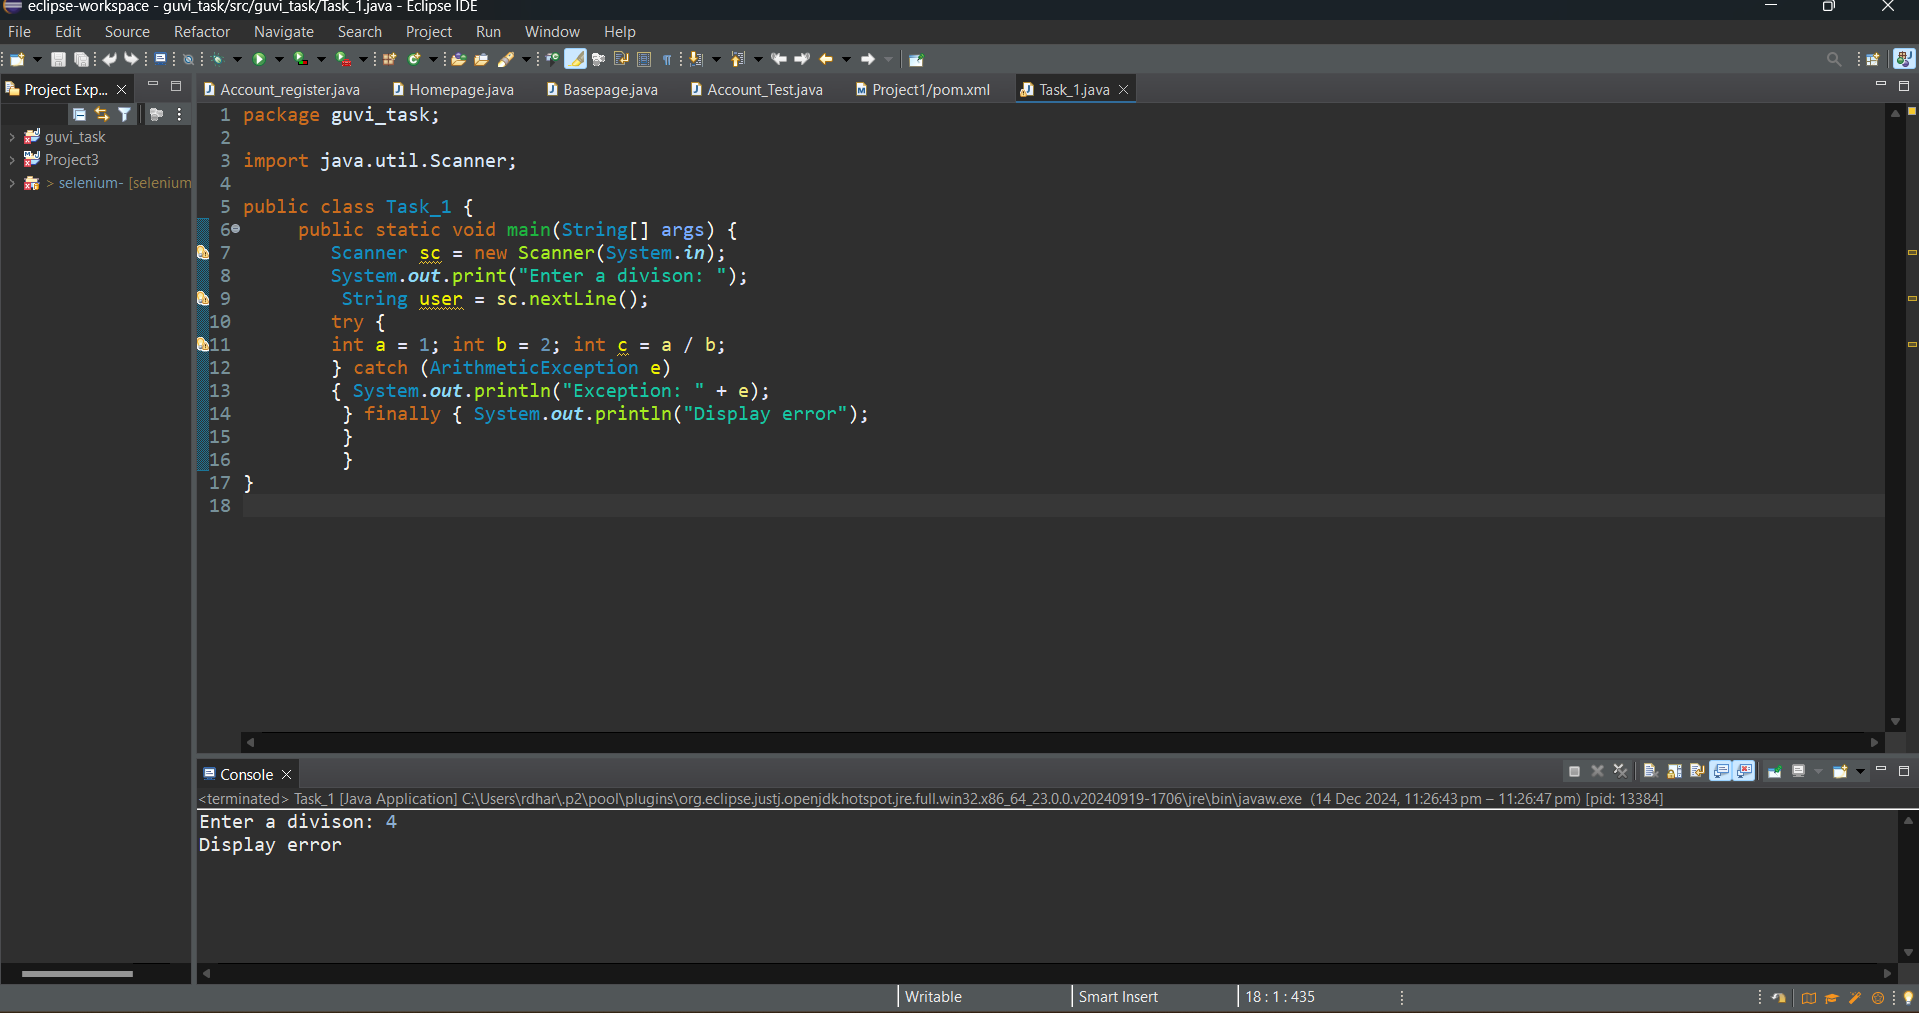 eclipse-workspace - guvi_task/src/guvi_task/Task_1.java - Eclipse IDE
File Edit Source Refactor Navigate Search Project Run Window Help
Project Exp...
Account_register.java Homepage.java Basepage.java Account_Test.java Project1/pom.xml Task_1.java
guvi_task
Project3
> selenium- [selenium
1 package guvi_task;
2
3 import java.util.Scanner;
4
5 public class Task_1 {
6 public static void main(String[] args) {
7 Scanner sc = new Scanner(System.in);
8 System.out.print("Enter a divison: ");
9 String user = sc.nextLine();
10 try {
11 int a = 1; int b = 2; int c = a / b;
12 } catch (ArithmeticException e)
13 { System.out.println("Exception: " + e);
14 } finally { System.out.println("Display error");
15 }
16 }
17 }
18
Console
<terminated> Task_1 [Java Application] C:\Users\rdhar\.p2\pool\plugins\org.eclipse.justj.openjdk.hotspot.jre.full.win32.x86_64_23.0.0.v20240919-1706\jre\bin\javaw.exe (14 Dec 2024, 11:26:43 pm – 11:26:47 pm) [pid: 13384]
Enter a divison: 4
Display error
Writable Smart Insert 18 : 1 : 435